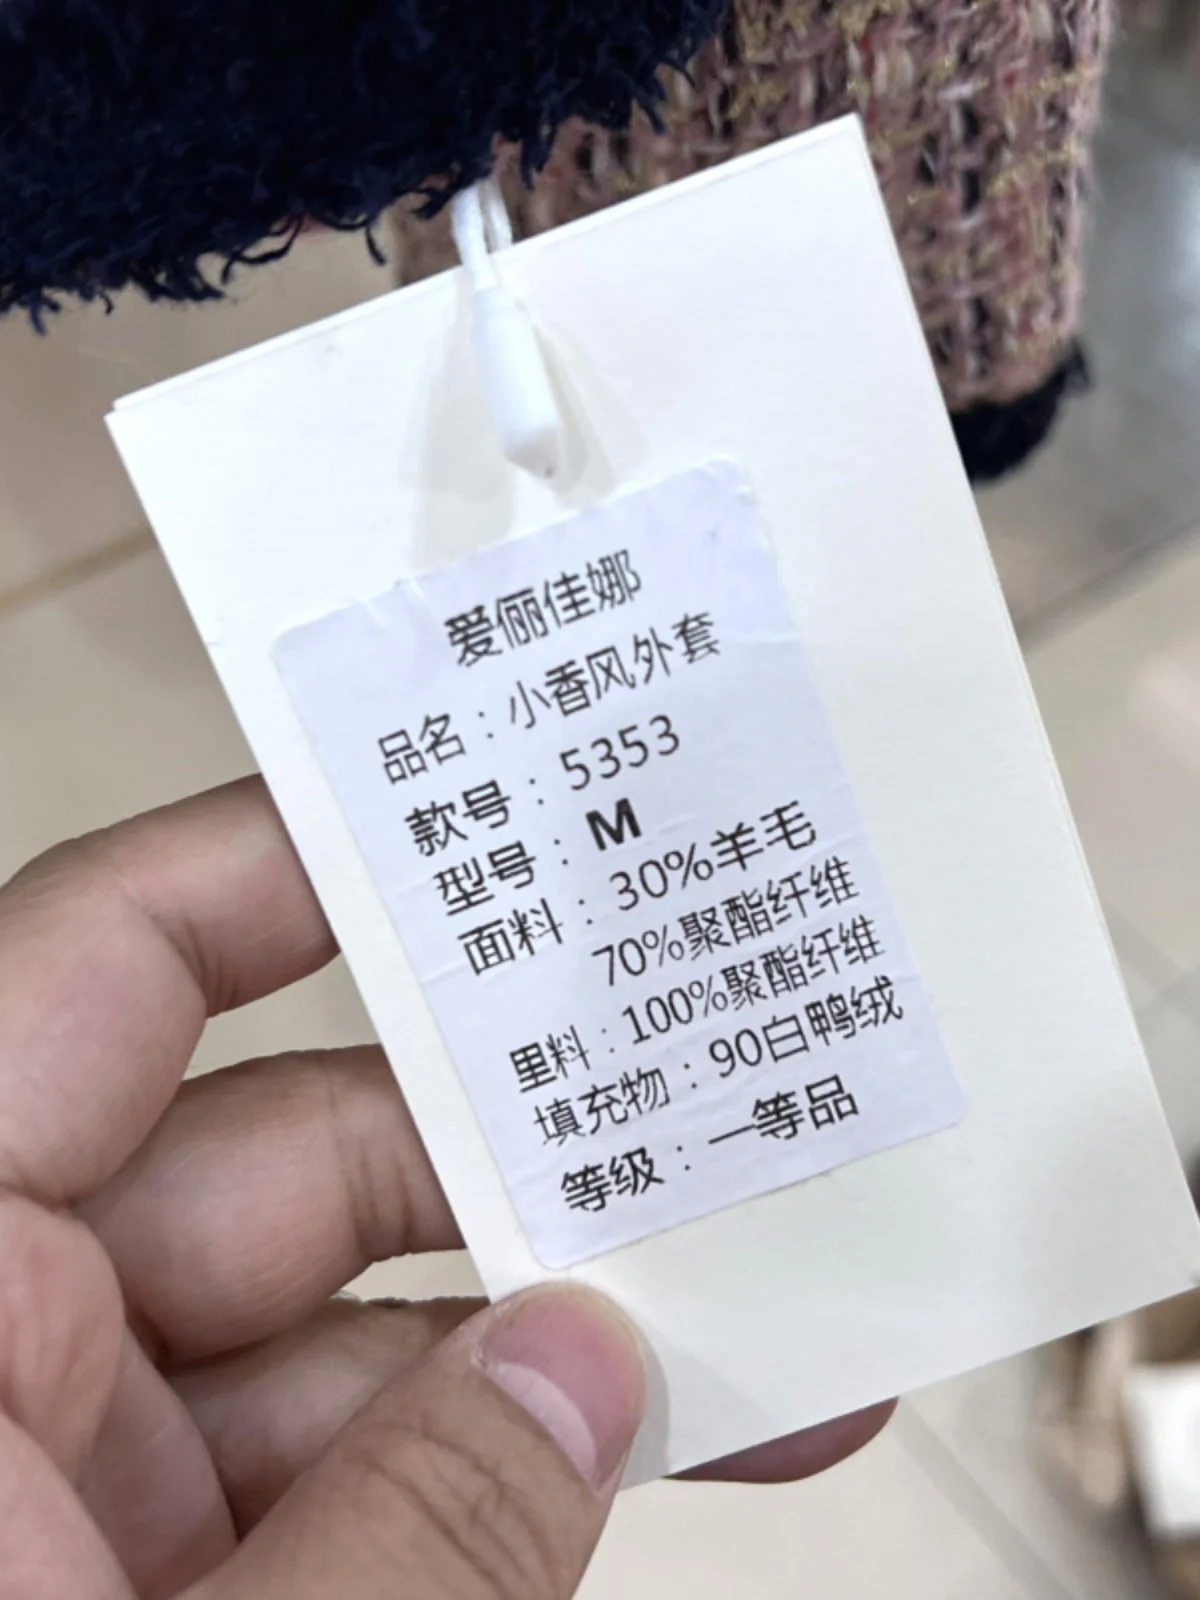 爱俪佳娜
品名：小香风外套
款号：5353
型号：M
面料：30%羊毛
70%聚酯纤维
里料：100%聚酯纤维
填充物：90白鸭绒
等级：一等品